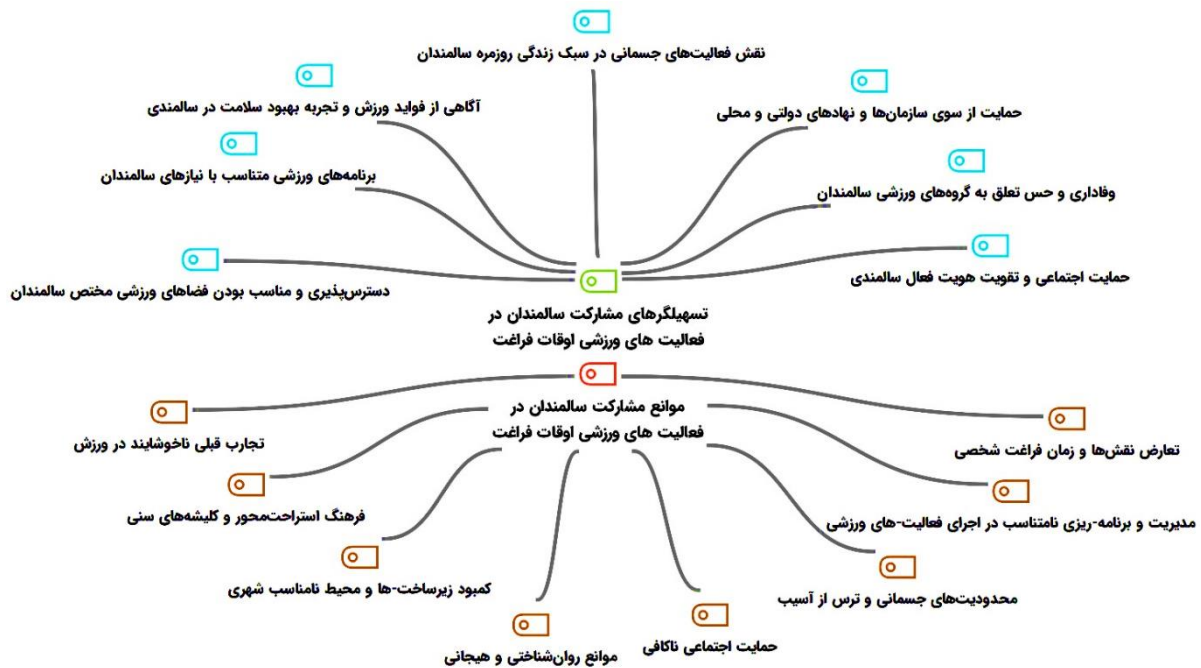 نقش فعالیت‌های جسمانی در سبک زندگی روزمره سالمندان
آگاهی از فواید ورزش و تجربه بهبود سلامت در سالمندی
حمایت از سوی سازمان‌ها و نهادهای دولتی و محلی
برنامه‌های ورزشی متناسب با نیازهای سالمندان
وفاداری و حس تعلق به گروه‌های ورزشی سالمندان
حمایت اجتماعی و تقویت هویت فعال سالمندی
دسترس‌پذیری و مناسب بودن فضاهای ورزشی مختص سالمندان
تسهیلگرهای مشارکت سالمندان در
فعالیت های ورزشی اوقات فراغت
موانع مشارکت سالمندان در
فعالیت های ورزشی اوقات فراغت
تعارض نقش‌ها و زمان فراغت شخصی
تجارب قبلی ناخوشایند در ورزش
مدیریت و برنامه-ریزی نامتناسب در اجرای فعالیت-های ورزشی
فرهنگ استراحت‌محور و کلیشه‌های سنی
محدودیت‌های جسمانی و ترس از آسیب
کمبود زیرساخت-ها و محیط نامناسب شهری
حمایت اجتماعی ناکافی
موانع روان‌شناختی و هیجانی